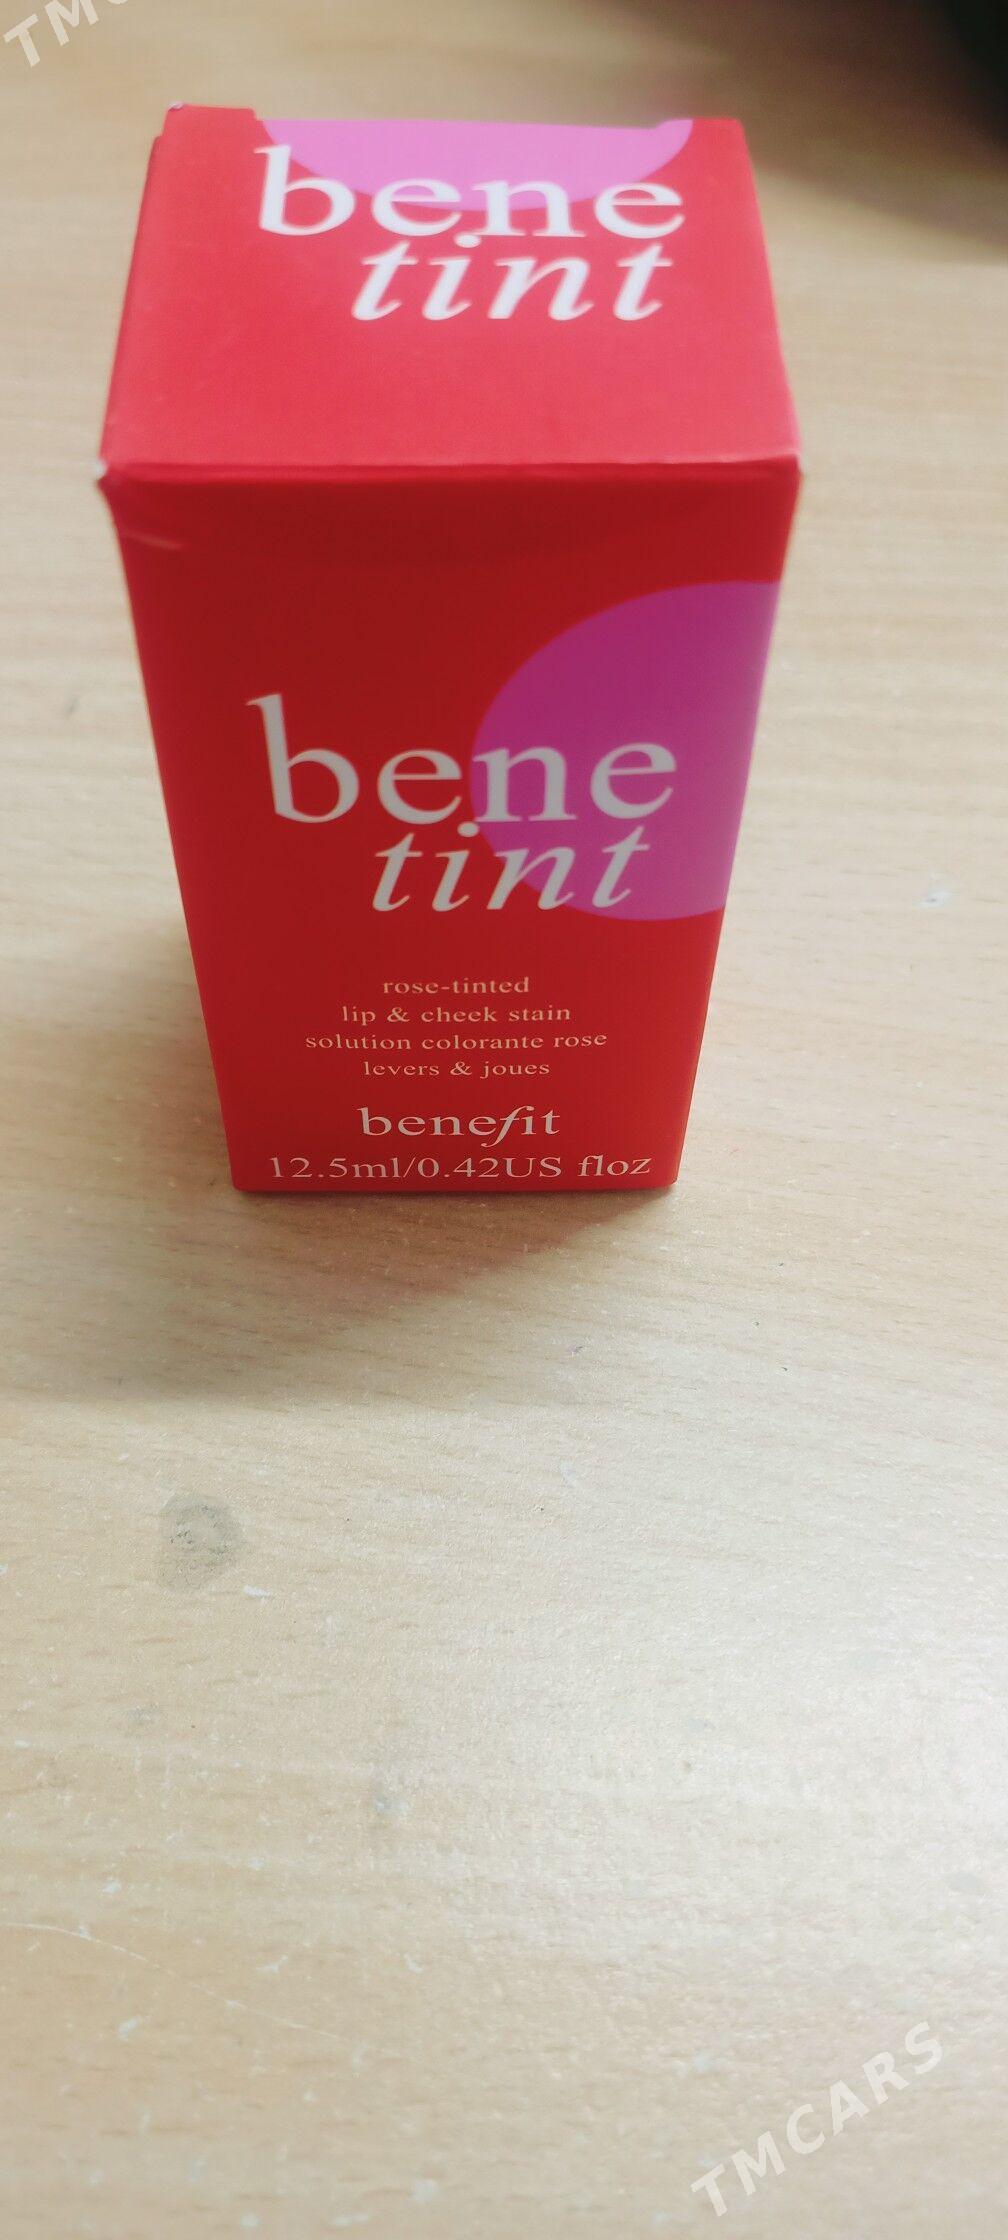 TMC
bene
tint
bene
tint
rose-tinted
lip & cheek stain
solution colorante rose
levers & joues
benefit
12.5ml/0.42US floz
TMCARS